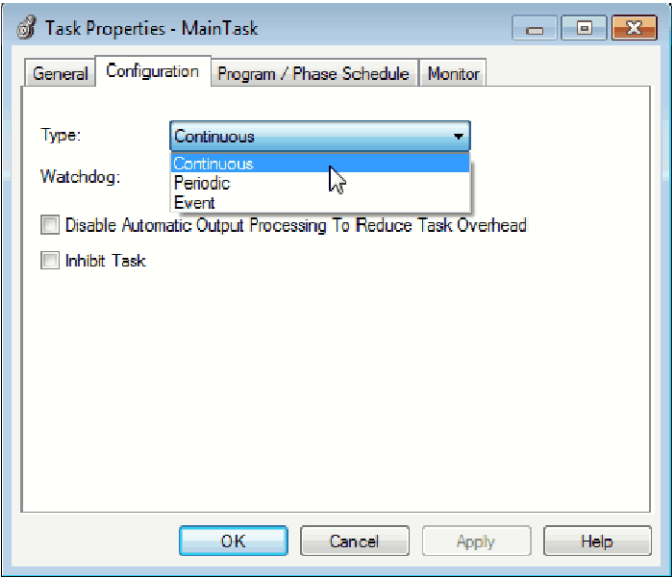 Task Properties - MainTask
General Configuration Program / Phase Schedule Monitor
Type: Continuous
Continuous
Watchdog:
Periodic
Event
Disable Automatic Output Processing To Reduce Task Overhead
Inhibit Task
OK Cancel Apply Help